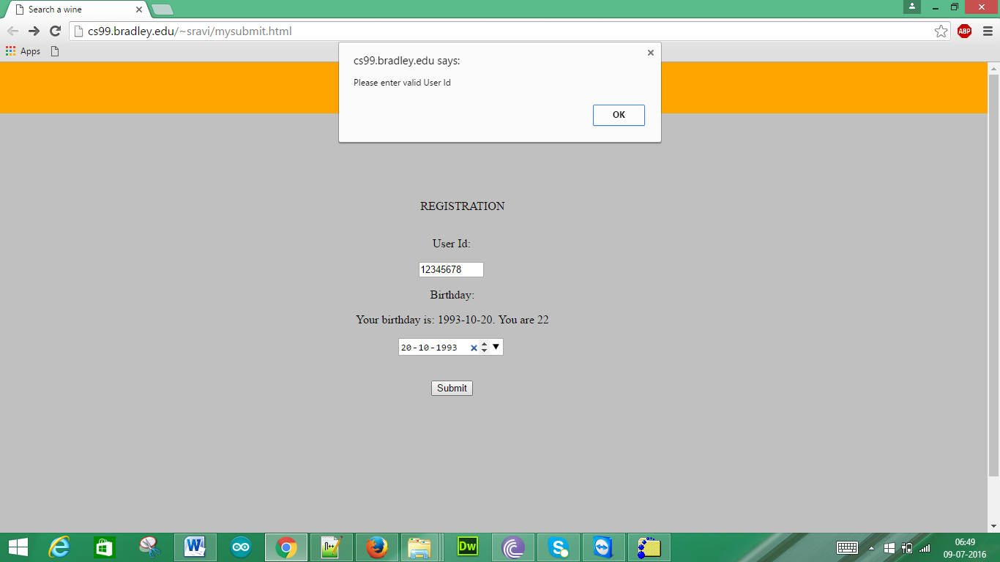 Search a wine
cs99.bradley.edu/~sravi/mysubmit.html
ABP
Apps
cs99.bradley.edu says:
Please enter valid User Id
OK
REGISTRATION
User Id:
12345678
Birthday:
Your birthday is: 1993-10-20. You are 22
20-10-1993
Submit
W
n++
Dw
S
06:49
09-07-2016